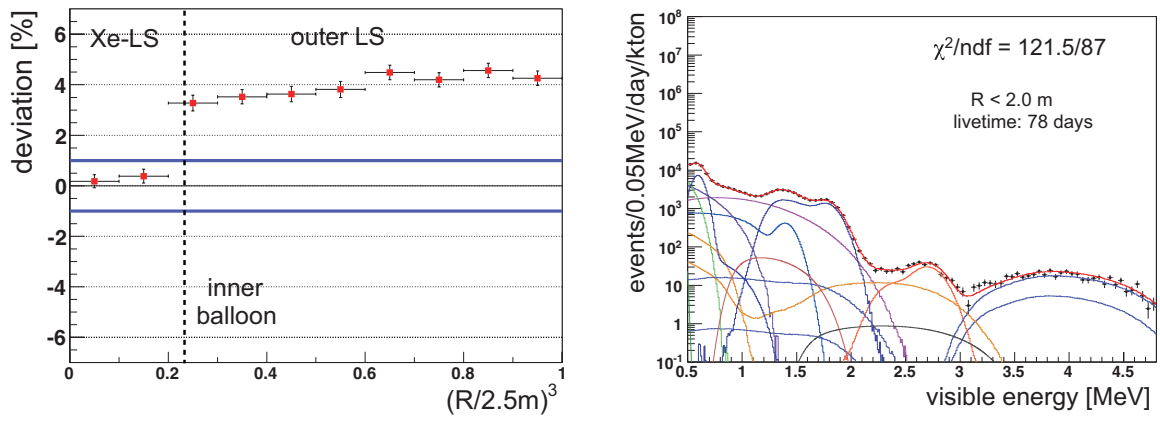 deviation [%]
6
4
2
0
-2
-4
-6
Xe-LS
outer LS
inner
balloon
0
0.2
0.4
0.6
0.8
1
(R/2.5m)³
events/0.05MeV/day/kton
10⁸
10⁷
10⁶
10⁵
10⁴
10³
10²
10
1
10⁻¹
χ²/ndf = 121.5/87
R < 2.0 m
livetime: 78 days
0.5
1
1.5
2
2.5
3
3.5
4
4.5
visible energy [MeV]